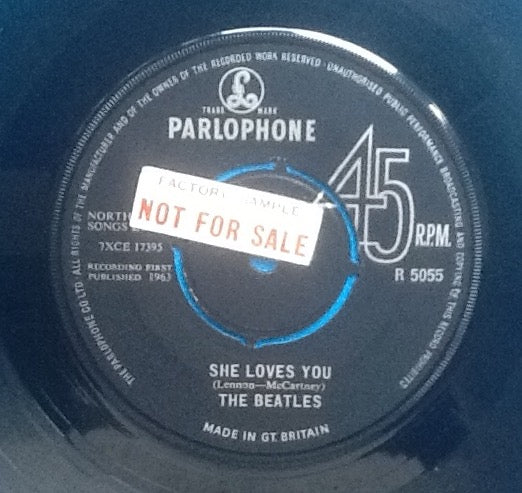 THE PARLOPHONE CO LTD. ALL RIGHTS OF THE MANUFACTURER AND OF THE OWNER OF THE RECORDED WORK RESERVED · UNAUTHORISED PUBLIC PERFORMANCE BROADCASTING AND COPYING OF THIS RECORD PROHIBITED
TRADE MARK
PARLOPHONE
45
R.P.M.
FACTORY SAMPLE
NOT FOR SALE
NORTH
SONGS
7XCE 17395
RECORDING FIRST
PUBLISHED 1963
R 5055
SHE LOVES YOU
(Lennon—McCartney)
THE BEATLES
MADE IN GT. BRITAIN